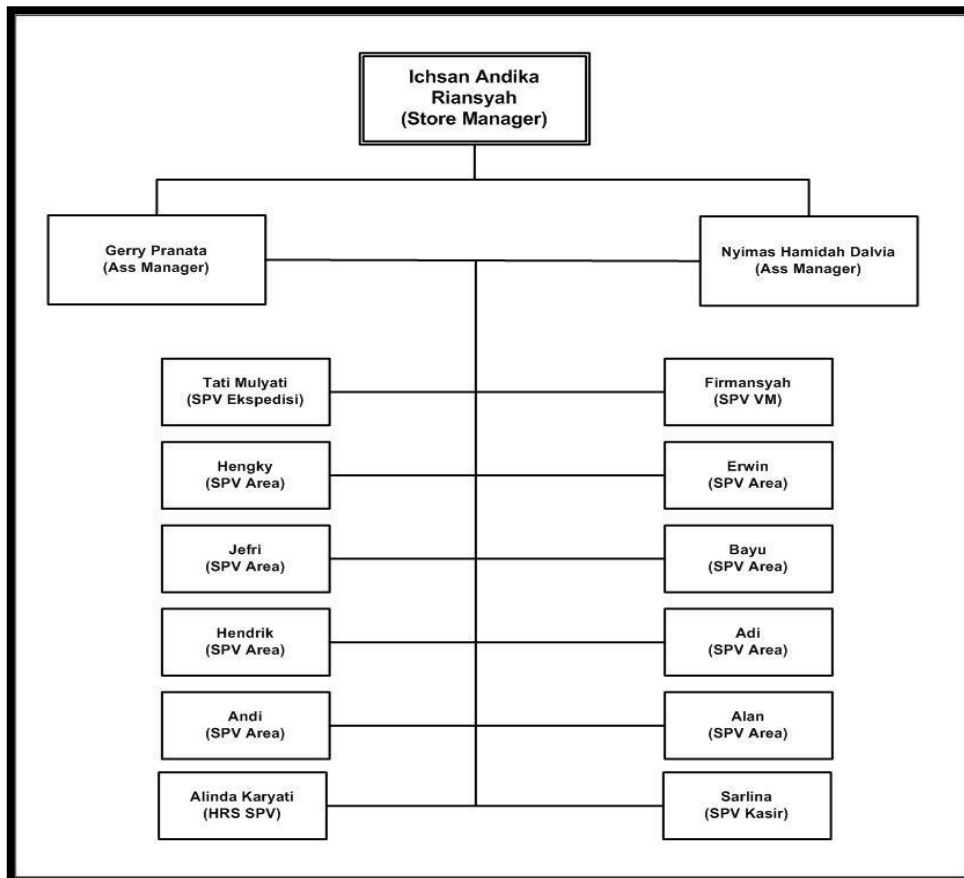 Ichsan Andika
Riansyah
(Store Manager)
Gerry Pranata
(Ass Manager)
Nyimas Hamidah Dalvia
(Ass Manager)
Tati Mulyati
(SPV Ekspedisi)
Firmansyah
(SPV VM)
Hengky
(SPV Area)
Erwin
(SPV Area)
Jefri
(SPV Area)
Bayu
(SPV Area)
Hendrik
(SPV Area)
Adi
(SPV Area)
Andi
(SPV Area)
Alan
(SPV Area)
Alinda Karyati
(HRS SPV)
Sarlina
(SPV Kasir)